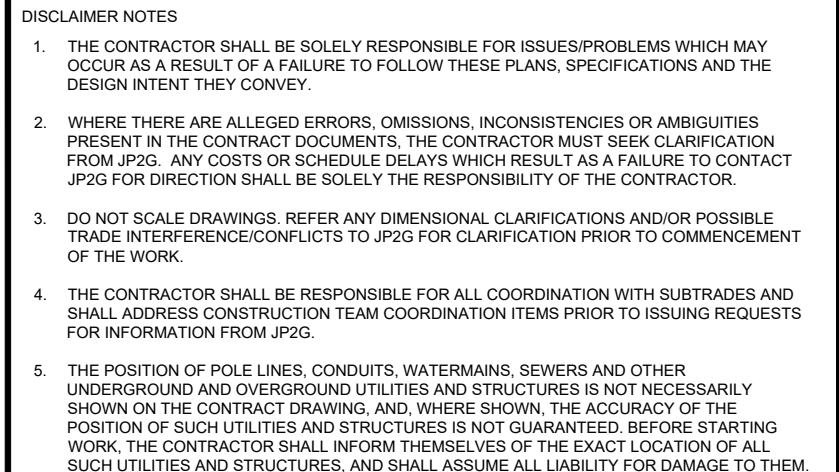 DISCLAIMER NOTES
1. THE CONTRACTOR SHALL BE SOLELY RESPONSIBLE FOR ISSUES/PROBLEMS WHICH MAY
OCCUR AS A RESULT OF A FAILURE TO FOLLOW THESE PLANS, SPECIFICATIONS AND THE
DESIGN INTENT THEY CONVEY.
2. WHERE THERE ARE ALLEGED ERRORS, OMISSIONS, INCONSISTENCIES OR AMBIGUITIES
PRESENT IN THE CONTRACT DOCUMENTS, THE CONTRACTOR MUST SEEK CLARIFICATION
FROM JP2G. ANY COSTS OR SCHEDULE DELAYS WHICH RESULT AS A FAILURE TO CONTACT
JP2G FOR DIRECTION SHALL BE SOLELY THE RESPONSIBILITY OF THE CONTRACTOR.
3. DO NOT SCALE DRAWINGS. REFER ANY DIMENSIONAL CLARIFICATIONS AND/OR POSSIBLE
TRADE INTERFERENCE/CONFLICTS TO JP2G FOR CLARIFICATION PRIOR TO COMMENCEMENT
OF THE WORK.
4. THE CONTRACTOR SHALL BE RESPONSIBLE FOR ALL COORDINATION WITH SUBTRADES AND
SHALL ADDRESS CONSTRUCTION TEAM COORDINATION ITEMS PRIOR TO ISSUING REQUESTS
FOR INFORMATION FROM JP2G.
5. THE POSITION OF POLE LINES, CONDUITS, WATERMAINS, SEWERS AND OTHER
UNDERGROUND AND OVERGROUND UTILITIES AND STRUCTURES IS NOT NECESSARILY
SHOWN ON THE CONTRACT DRAWING, AND, WHERE SHOWN, THE ACCURACY OF THE
POSITION OF SUCH UTILITIES AND STRUCTURES IS NOT GUARANTEED. BEFORE STARTING
WORK, THE CONTRACTOR SHALL INFORM THEMSELVES OF THE EXACT LOCATION OF ALL
SUCH UTILITIES AND STRUCTURES, AND SHALL ASSUME ALL LIABILITY FOR DAMAGE TO THEM.